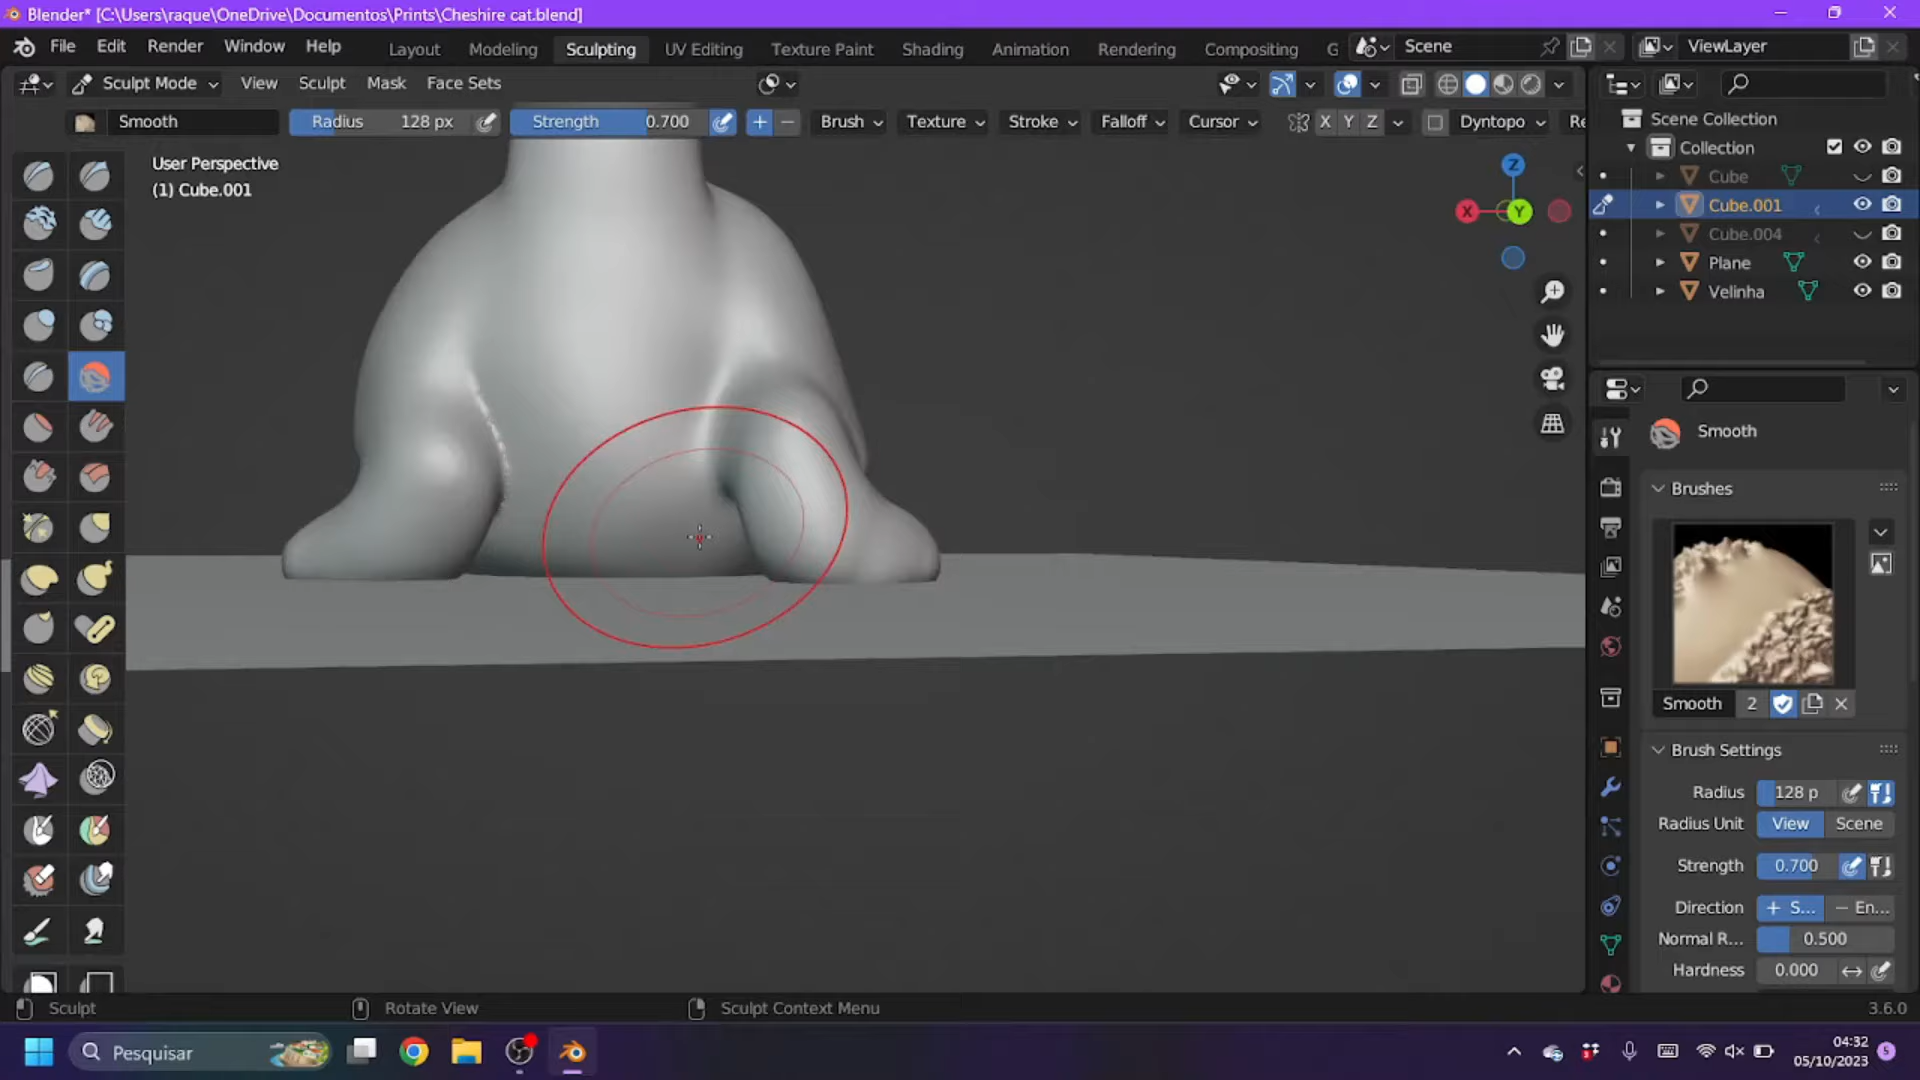 Blender* [C:\Users\raque\OneDrive\Documentos\Prints\Cheshire cat.blend]
File Edit Render Window Help Layout Modeling Sculpting UV Editing Texture Paint Shading Animation Rendering Compositing G Scene ViewLayer
Sculpt Mode View Sculpt Mask Face Sets
Smooth Radius 128 px Strength 0.700 Brush Texture Stroke Falloff Cursor X Y Z Dyntopo Re
User Perspective
(1) Cube.001
Z
X Y
Scene Collection
Collection
Cube
Cube.001
Cube.004
Plane
Velinha
Smooth
Brushes
Smooth 2
Brush Settings
Radius 128 p
Radius Unit View Scene
Strength 0.700
Direction + S... − En...
Normal R... 0.500
Hardness 0.000
Sculpt Rotate View Sculpt Context Menu 3.6.0
Pesquisar
04:32
05/10/2023
5